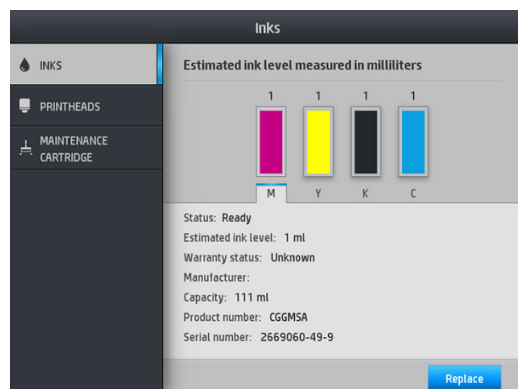 Inks
INKS
PRINTHEADS
MAINTENANCE
CARTRIDGE
Estimated ink level measured in milliliters
1 1 1 1
M Y K C
Status: Ready
Estimated ink level: 1 ml
Warranty status: Unknown
Manufacturer:
Capacity: 111 ml
Product number: CGGMSA
Serial number: 2669060-49-9
Replace